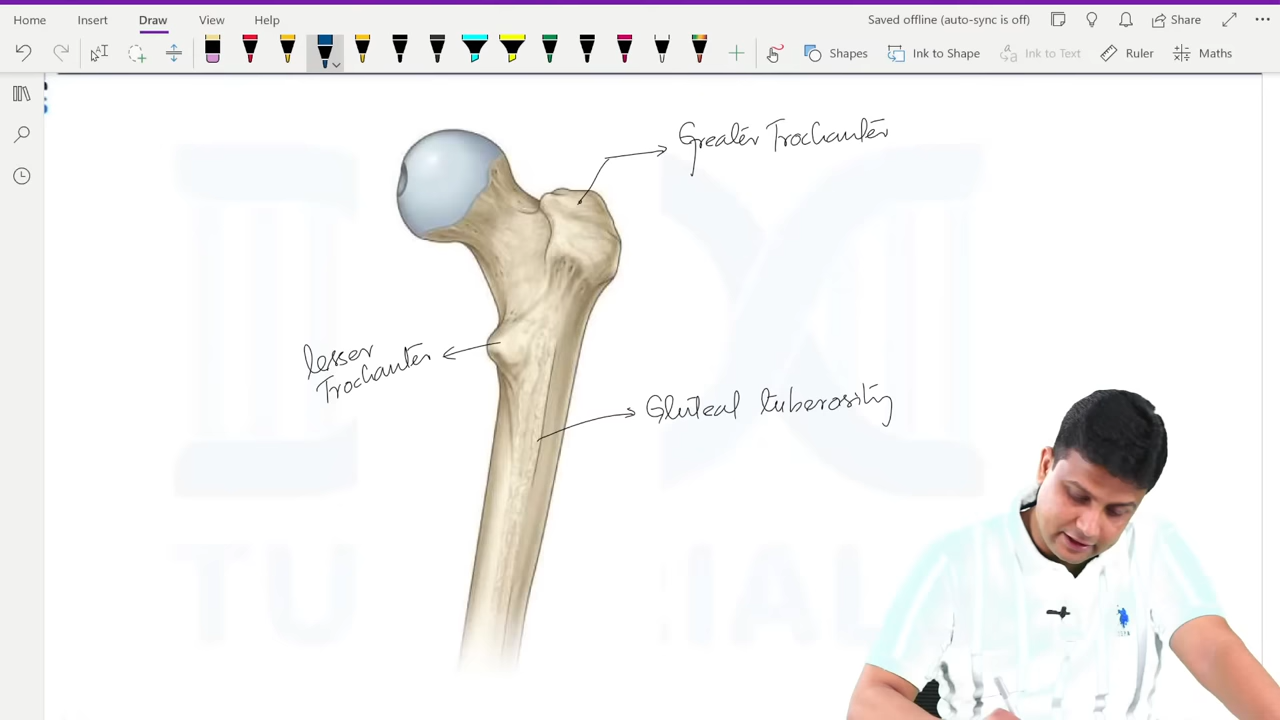 Home Insert Draw View Help
Saved offline (auto-sync is off)
Share
Shapes
Ink to Shape
Ink to Text
Ruler
Maths
Greater Trochanter
lesser
Trochanter
Gluteal tuberosity